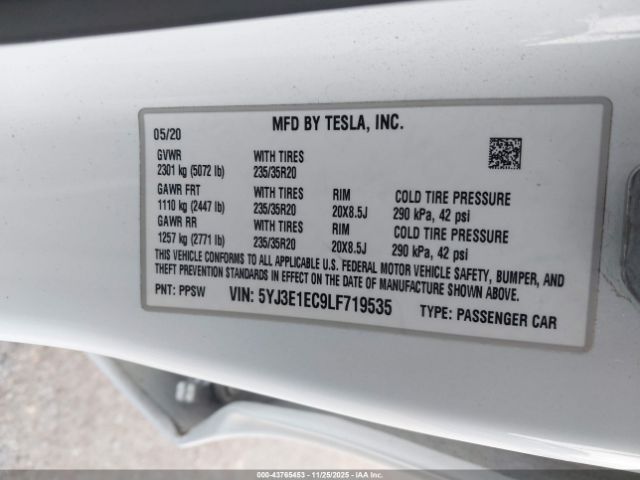 05/20 MFD BY TESLA, INC.
GVWR WITH TIRES
2301 kg (5072 lb) 235/35R20
GAWR FRT WITH TIRES RIM COLD TIRE PRESSURE
1110 kg (2447 lb) 235/35R20 20X8.5J 290 kPa, 42 psi
GAWR RR WITH TIRES RIM COLD TIRE PRESSURE
1257 kg (2771 lb) 235/35R20 20X8.5J 290 kPa, 42 psi
THIS VEHICLE CONFORMS TO ALL APPLICABLE U.S. FEDERAL MOTOR VEHICLE SAFETY, BUMPER, AND
THEFT PREVENTION STANDARDS IN EFFECT ON THE DATE OF MANUFACTURE SHOWN ABOVE.
PNT: PPSW VIN: 5YJ3E1EC9LF719535 TYPE: PASSENGER CAR
000-43765453 - 11/25/2025 - IAA Inc.